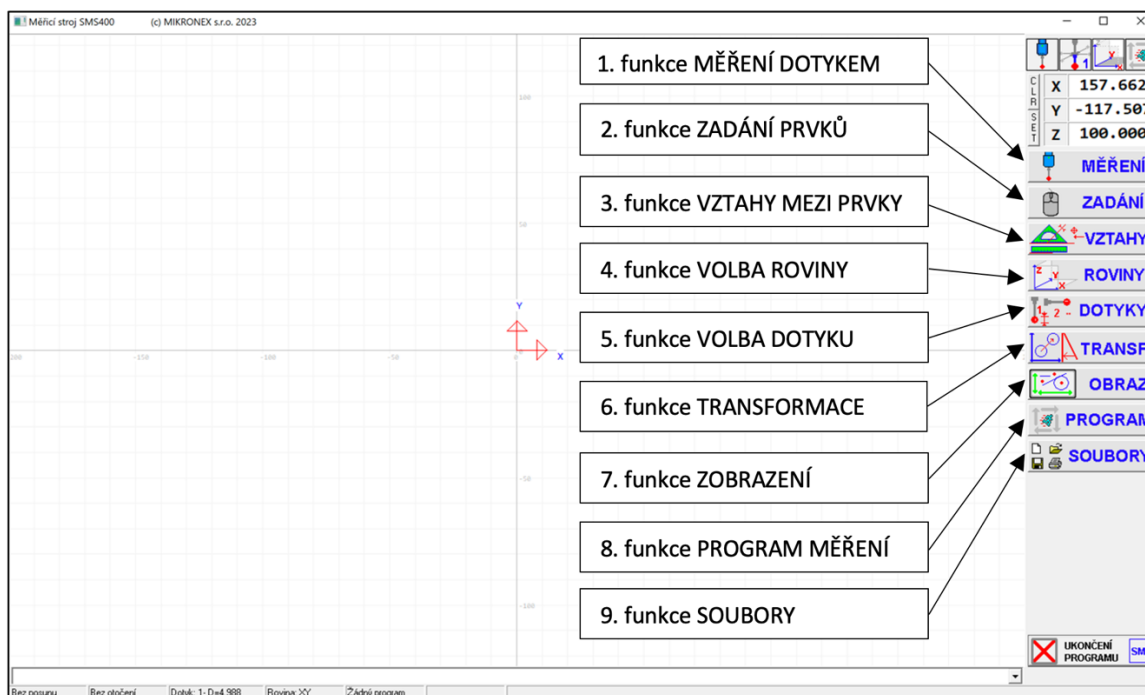 Měřicí stroj SMS400 (c) MIKRONEX s.r.o. 2023
1. funkce MĚŘENÍ DOTYKEM
2. funkce ZADÁNÍ PRVKŮ
3. funkce VZTAHY MEZI PRVKY
4. funkce VOLBA ROVINY
5. funkce VOLBA DOTYKU
6. funkce TRANSFORMACE
7. funkce ZOBRAZENÍ
8. funkce PROGRAM MĚŘENÍ
9. funkce SOUBORY
100
50
Y
X
200 -150 -100 -50 0
-50
-100
1
CLR
SET
X 157.662
Y -117.507
Z 100.000
MĚŘENÍ
ZADÁNÍ
VZTAHY
ROVINY
DOTYKY
TRANSF
OBRAZ
PROGRAM
SOUBORY
UKONČENÍ
PROGRAMU
SM
Bez posunu Bez otočení Dotyk: 1- D=4.988 Rovina: XY Žádný program